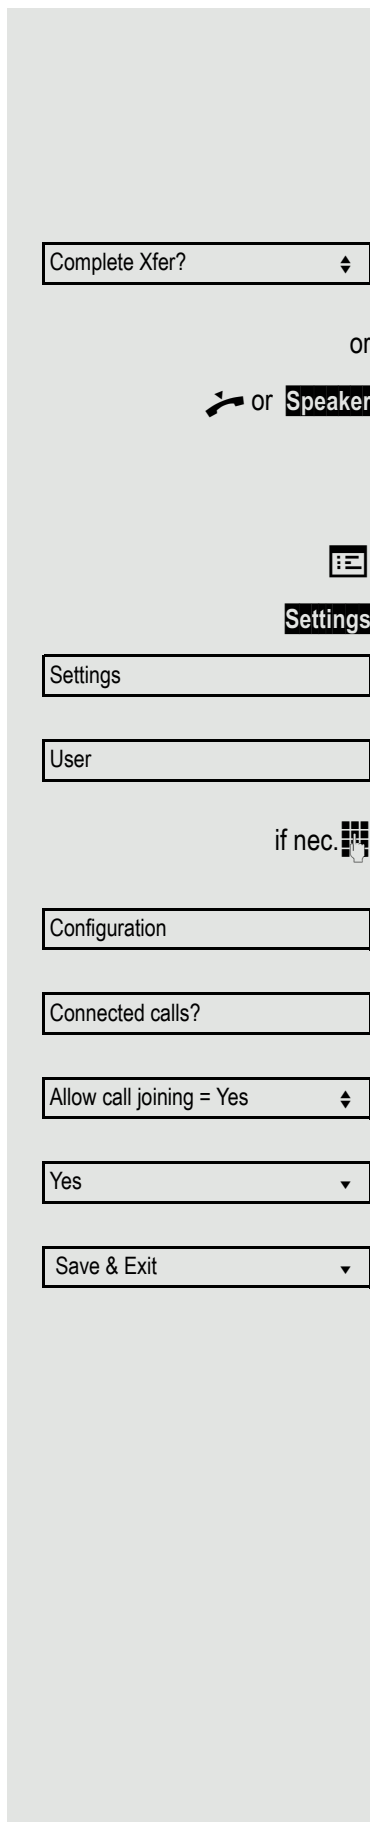 Complete Xfer?
or
or Speaker
Settings
Settings
User
if nec.
Configuration
Connected calls?
Allow call joining = Yes
Yes
Save & Exit